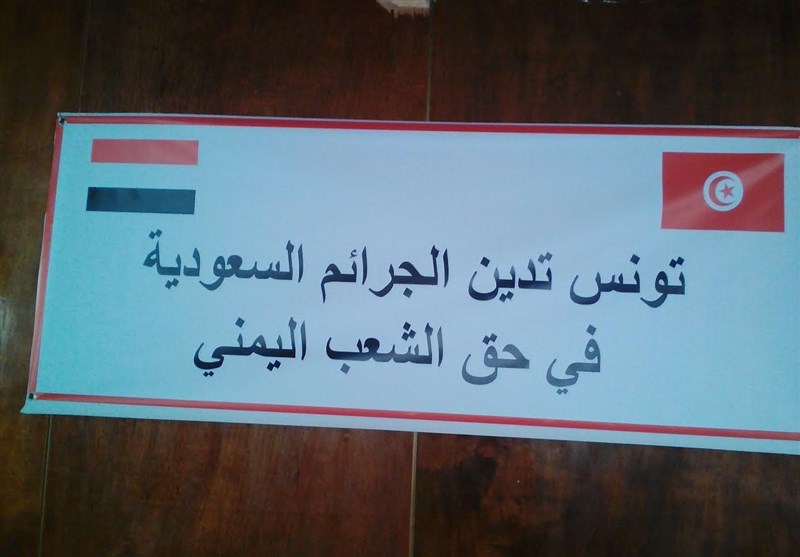 تونس تدين الجرائم السعودية
في حق الشعب اليمني